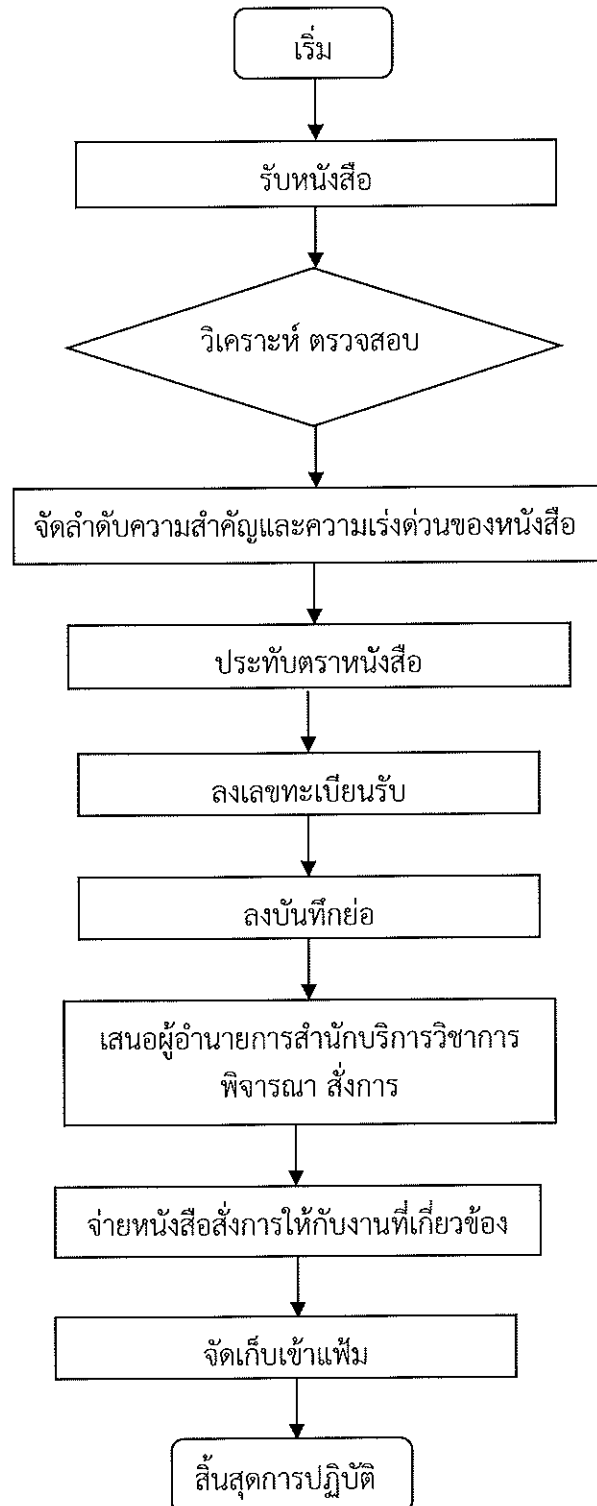 เริ่ม
รับหนังสือ
วิเคราะห์ ตรวจสอบ
จัดลำดับความสำคัญและความเร่งด่วนของหนังสือ
ประทับตราหนังสือ
ลงเลขทะเบียนรับ
ลงบันทึกย่อ
เสนอผู้อำนายการสำนักบริการวิชาการ
พิจารณา สั่งการ
จ่ายหนังสือสั่งการให้กับงานที่เกี่ยวข้อง
จัดเก็บเข้าแฟ้ม
สิ้นสุดการปฏิบัติ